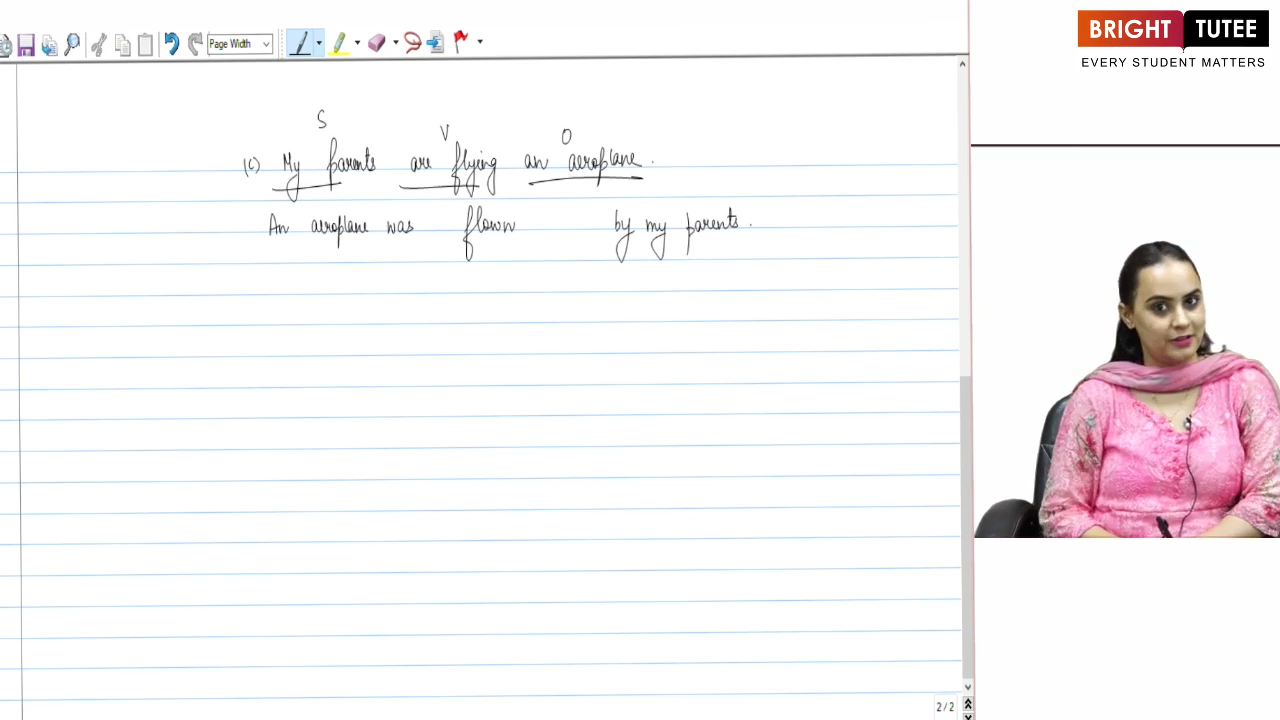 Page Width
BRIGHT TUTEE
EVERY STUDENT MATTERS
S V O
(c) My parents are flying an aeroplane.
An aeroplane was flown by my parents.
2/2